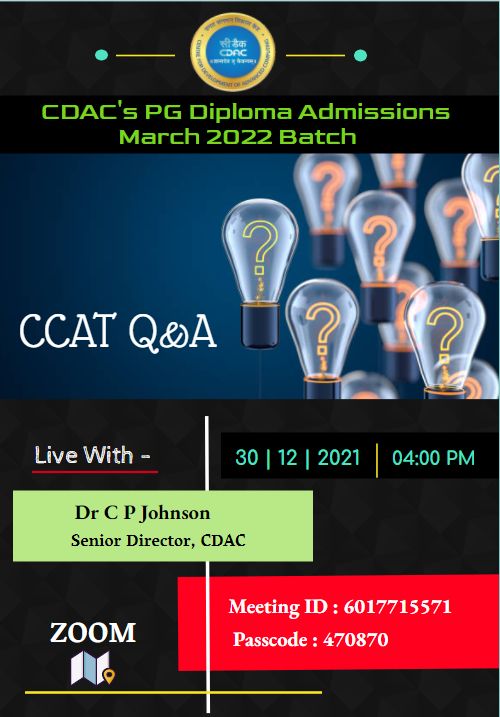 सी डैक
CDAC
CDAC's PG Diploma Admissions
March 2022 Batch
CCAT Q&A
Live With -
30 | 12 | 2021 | 04:00 PM
Dr C P Johnson
Senior Director, CDAC
Meeting ID : 6017715571
Passcode : 470870
ZOOM